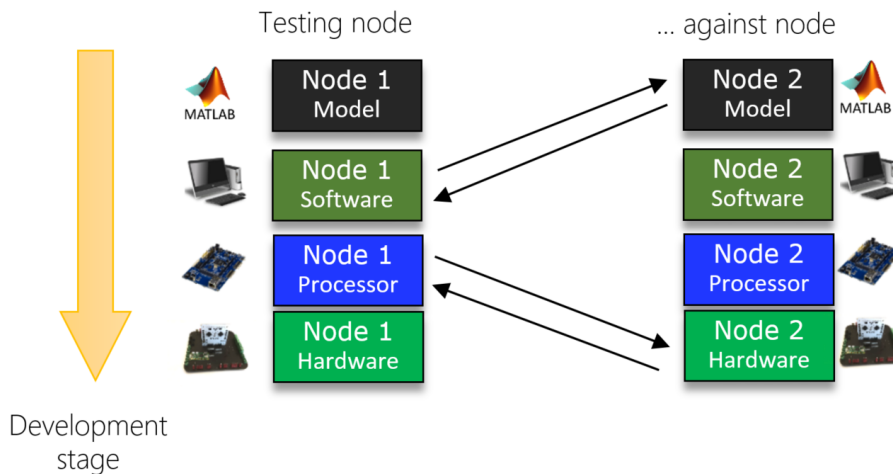 Testing node
... against node
Node 1
Model
MATLAB
Node 2
Model
MATLAB
Node 1
Software
Node 2
Software
Node 1
Processor
Node 2
Processor
Node 1
Hardware
Node 2
Hardware
Development
stage